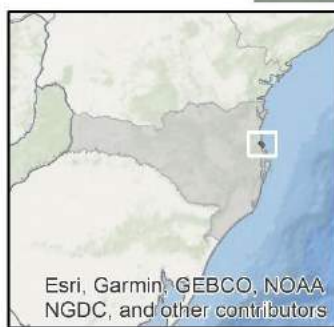 Esri, Garmin, GEBCO, NOAA
NGDC, and other contributors